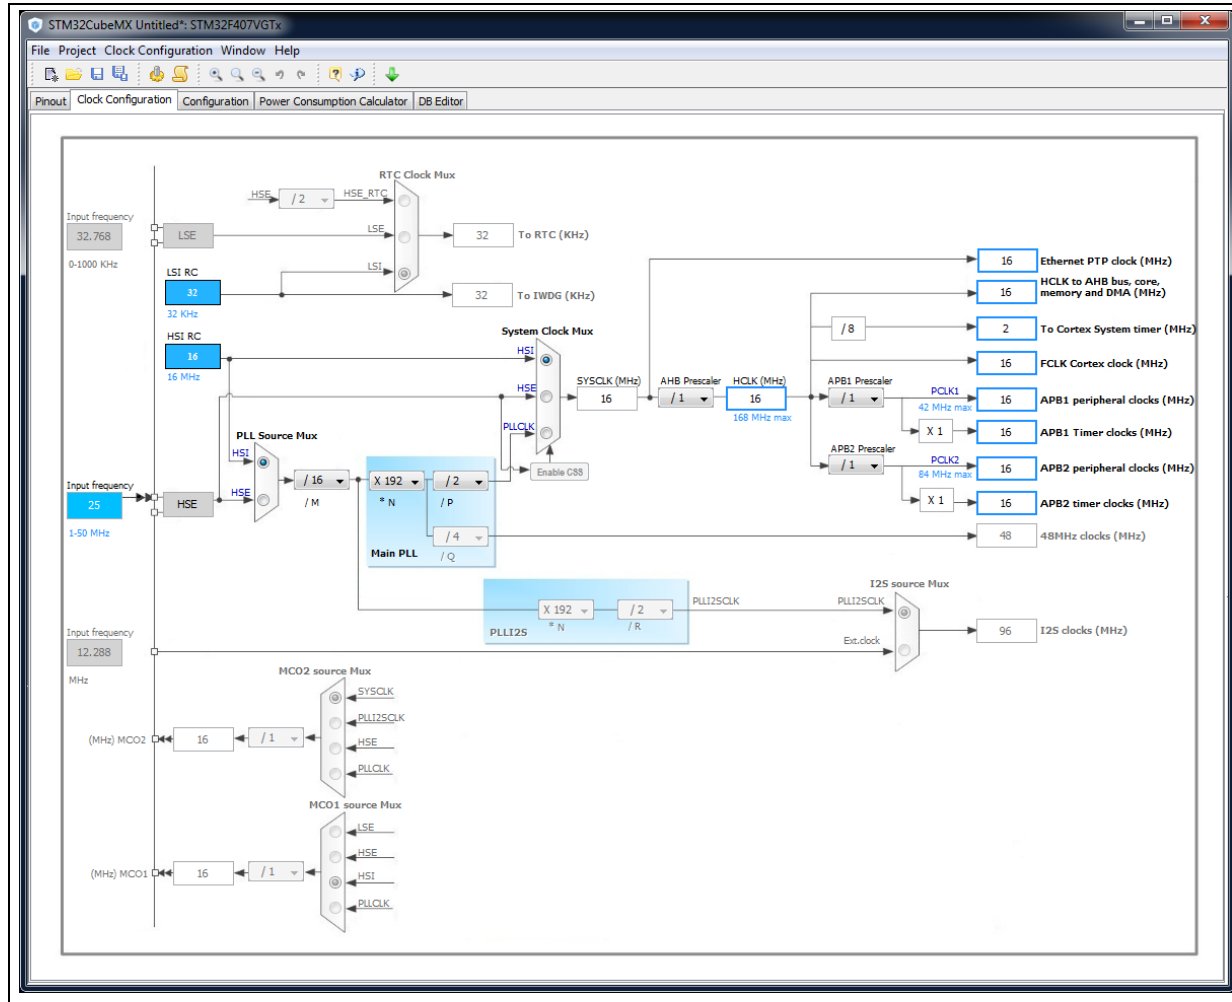 STM32CubeMX Untitled*: STM32F407VGTx
File Project Clock Configuration Window Help
Pinout Clock Configuration Configuration Power Consumption Calculator DB Editor
RTC Clock Mux
HSE / 2 HSE_RTC
Input frequency
32.768 LSE LSE 32 To RTC (KHz)
0-1000 KHz
LSI RC LSI
32 32 To IWDG (KHz)
32 KHz
16 Ethernet PTP clock (MHz)
HCLK to AHB bus, core,
16 memory and DMA (MHz)
HSI RC System Clock Mux / 8 2 To Cortex System timer (MHz)
16 HSI 16 FCLK Cortex clock (MHz)
16 MHz
SYSCLK (MHz) AHB Prescaler HCLK (MHz) APB1 Prescaler PCLK1
HSE 16 / 1 16 / 1 16 APB1 peripheral clocks (MHz)
168 MHz max 42 MHz max
PLLCLK X 1 16 APB1 Timer clocks (MHz)
PLL Source Mux APB2 Prescaler
HSI Enable CSS / 1 PCLK2 16 APB2 peripheral clocks (MHz)
84 MHz max
/ 16 X 192 / 2
Input frequency
25 HSE HSE / M * N / P X 1 16 APB2 timer clocks (MHz)
1-50 MHz
/ 4 48 48MHz clocks (MHz)
Main PLL / Q
I2S source Mux
X 192 / 2 PLLI2SCLK PLLI2SCLK
PLLI2S * N / R 96 I2S clocks (MHz)
Input frequency
12.288 Ext.clock
MHz
MCO2 source Mux
SYSCLK
PLLI2SCLK
(MHz) MCO2 16 / 1
HSE
PLLCLK
MCO1 source Mux
LSE
HSE
(MHz) MCO1 16 / 1
HSI
PLLCLK